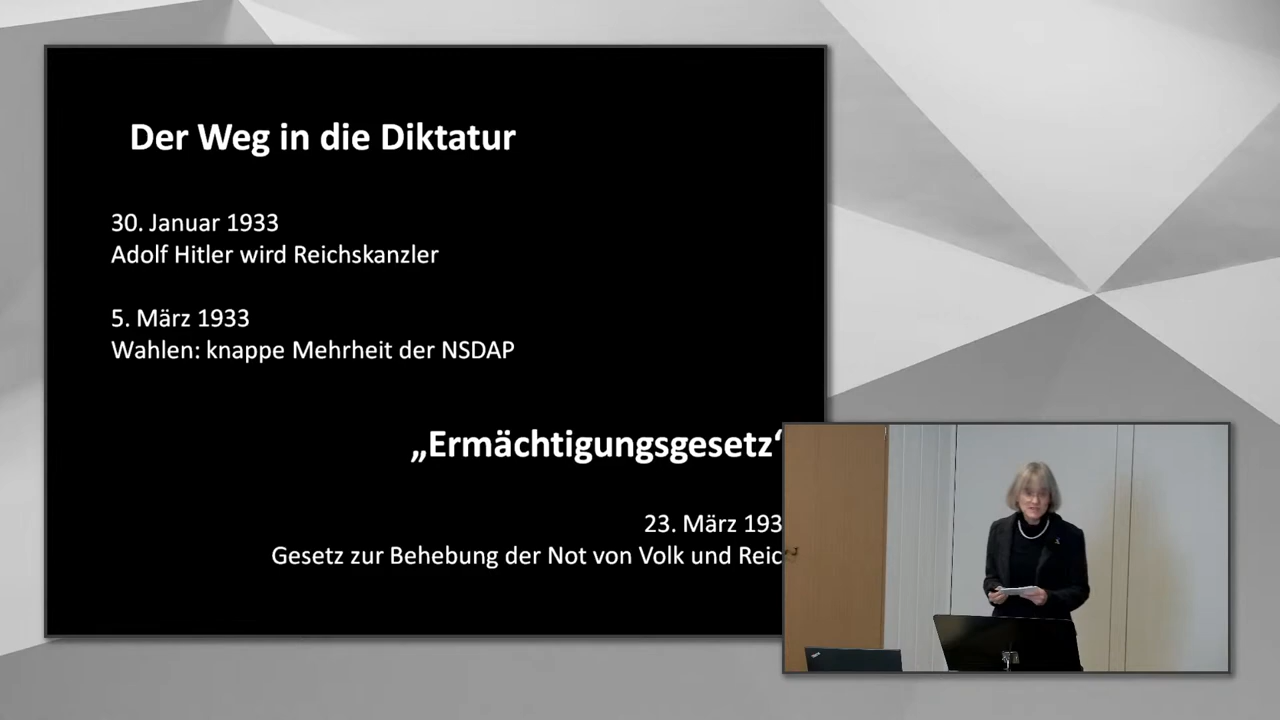 Der Weg in die Diktatur
30. Januar 1933
Adolf Hitler wird Reichskanzler
5. März 1933
Wahlen: knappe Mehrheit der NSDAP
„Ermächtigungsgesetz‘
23. März 193
Gesetz zur Behebung der Not von Volk und Reic